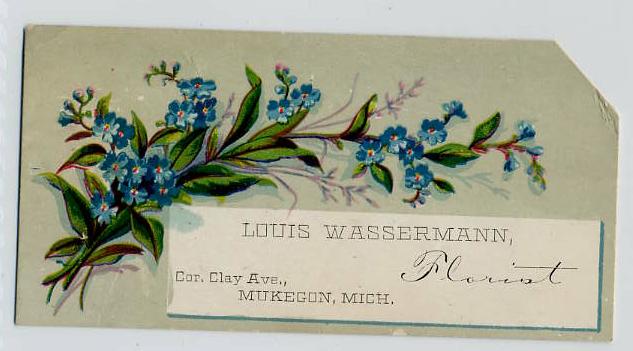 LOUIS WASSERMANN,
Florist
Cor. Clay Ave.,
MUKEGON, MICH.